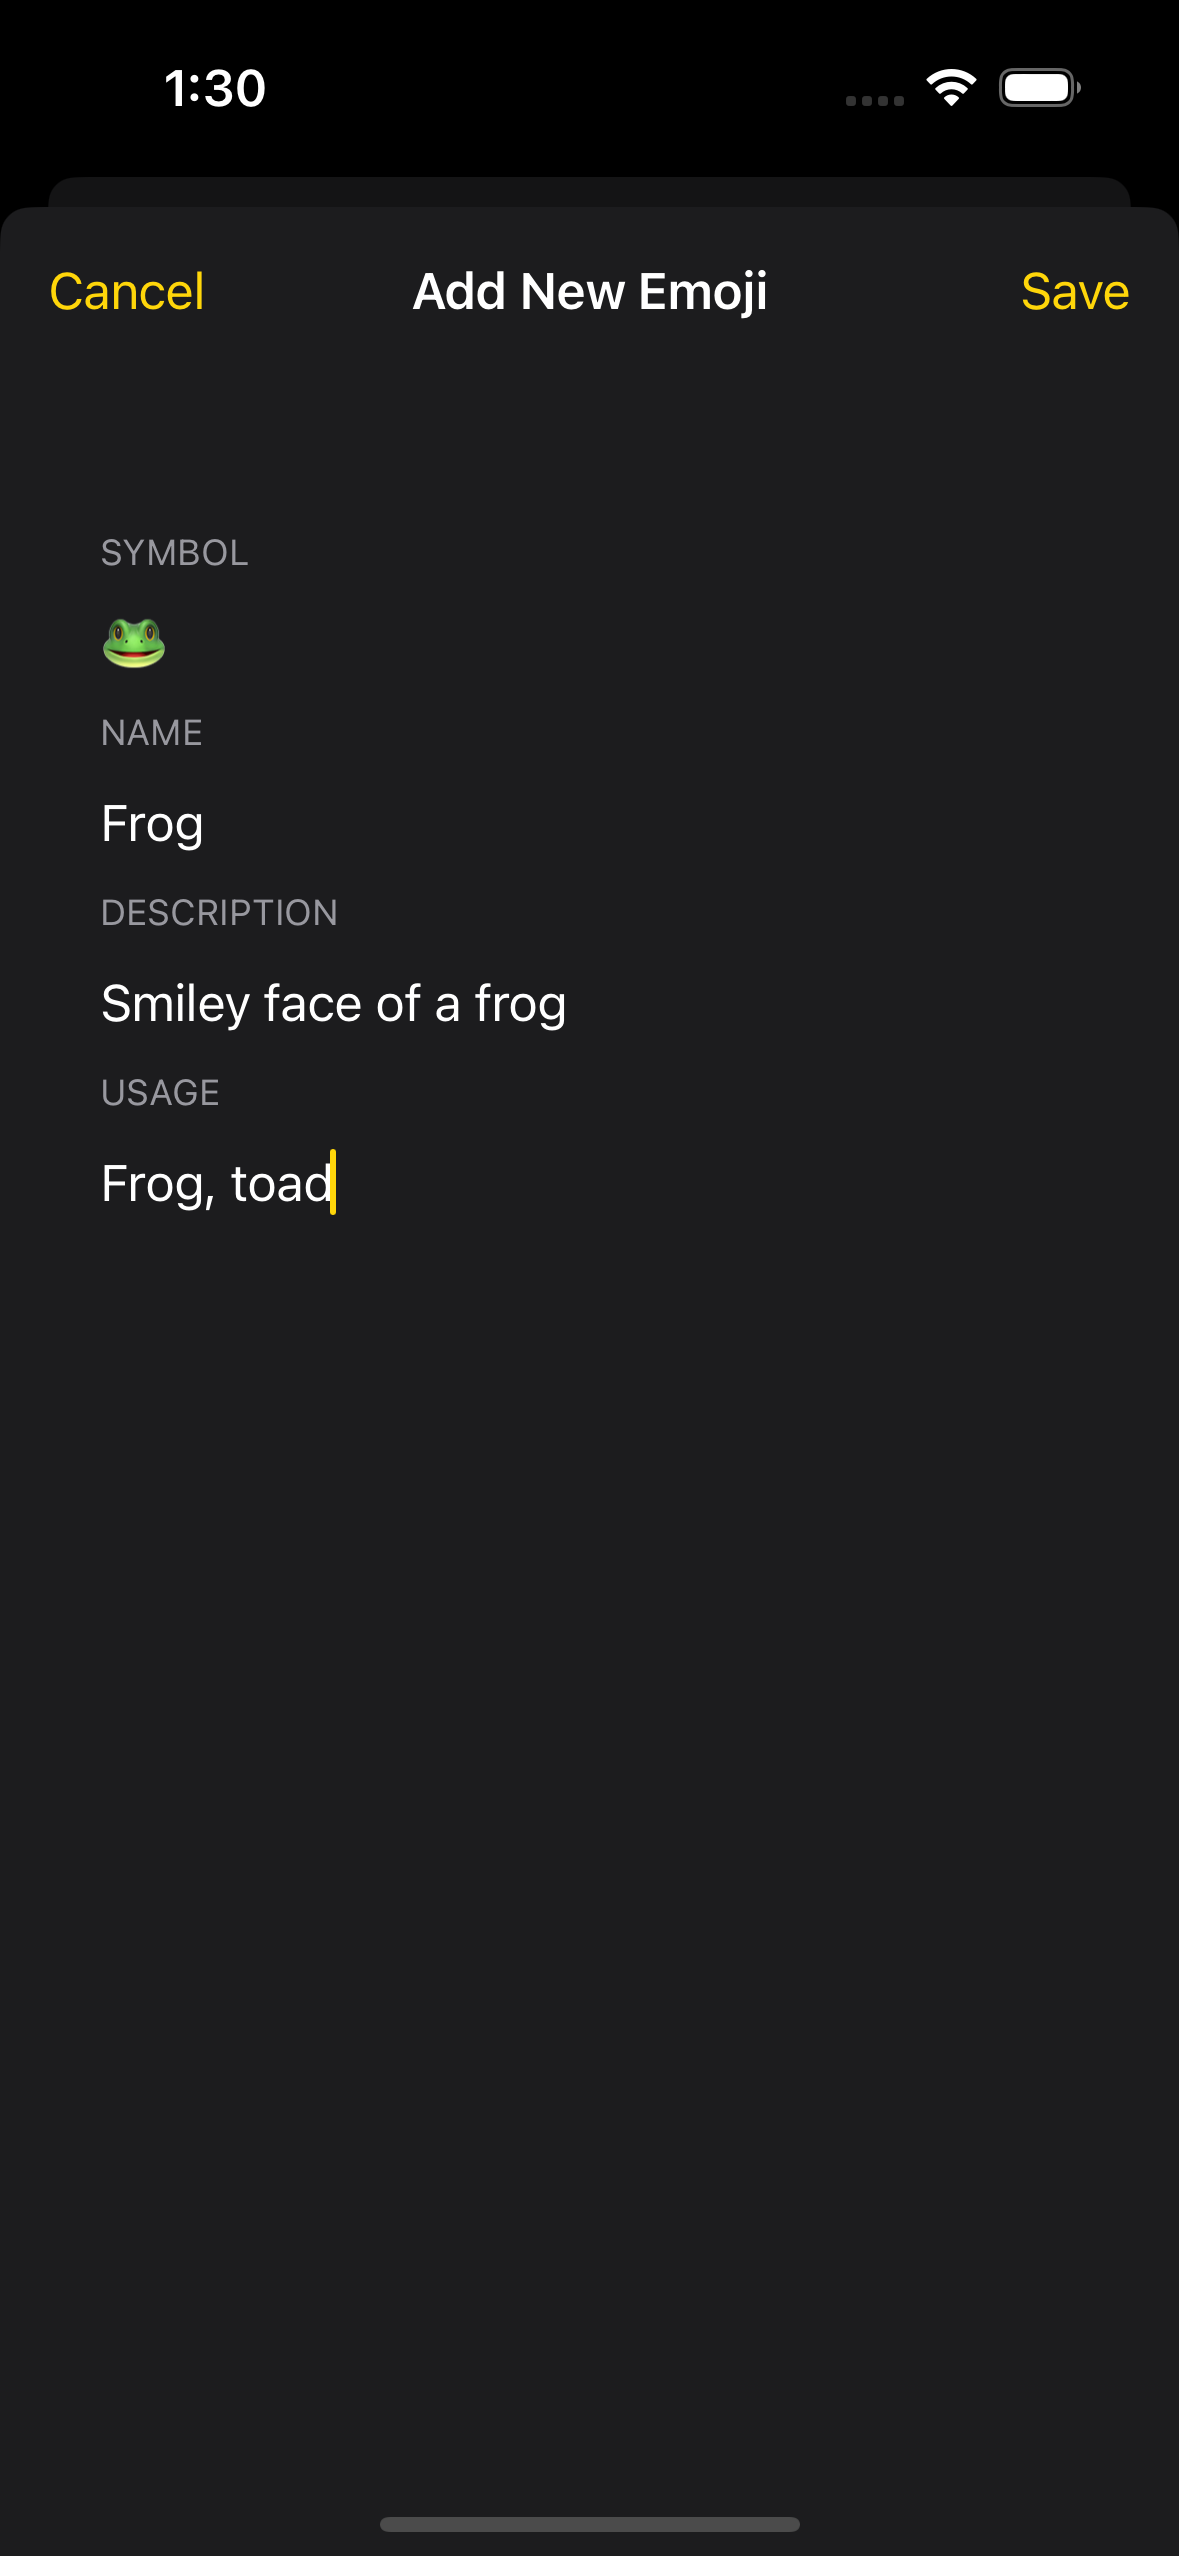 1:30
Cancel Add New Emoji Save
SYMBOL
🐸
NAME
Frog
DESCRIPTION
Smiley face of a frog
USAGE
Frog, toad